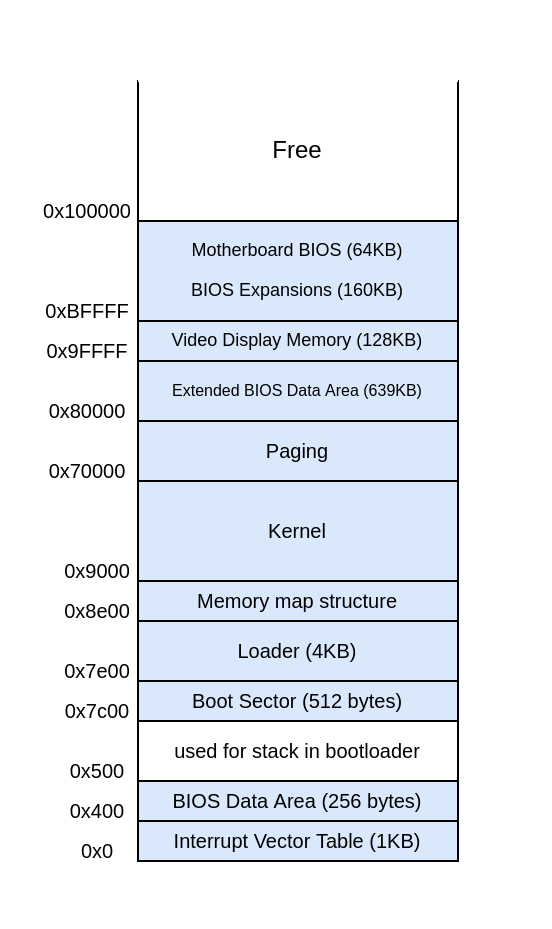 Free
0x100000
Motherboard BIOS (64KB)
BIOS Expansions (160KB)
0xBFFFF
Video Display Memory (128KB)
0x9FFFF
Extended BIOS Data Area (639KB)
0x80000
Paging
0x70000
Kernel
0x9000
Memory map structure
0x8e00
Loader (4KB)
0x7e00
Boot Sector (512 bytes)
0x7c00
used for stack in bootloader
0x500
BIOS Data Area (256 bytes)
0x400
Interrupt Vector Table (1KB)
0x0